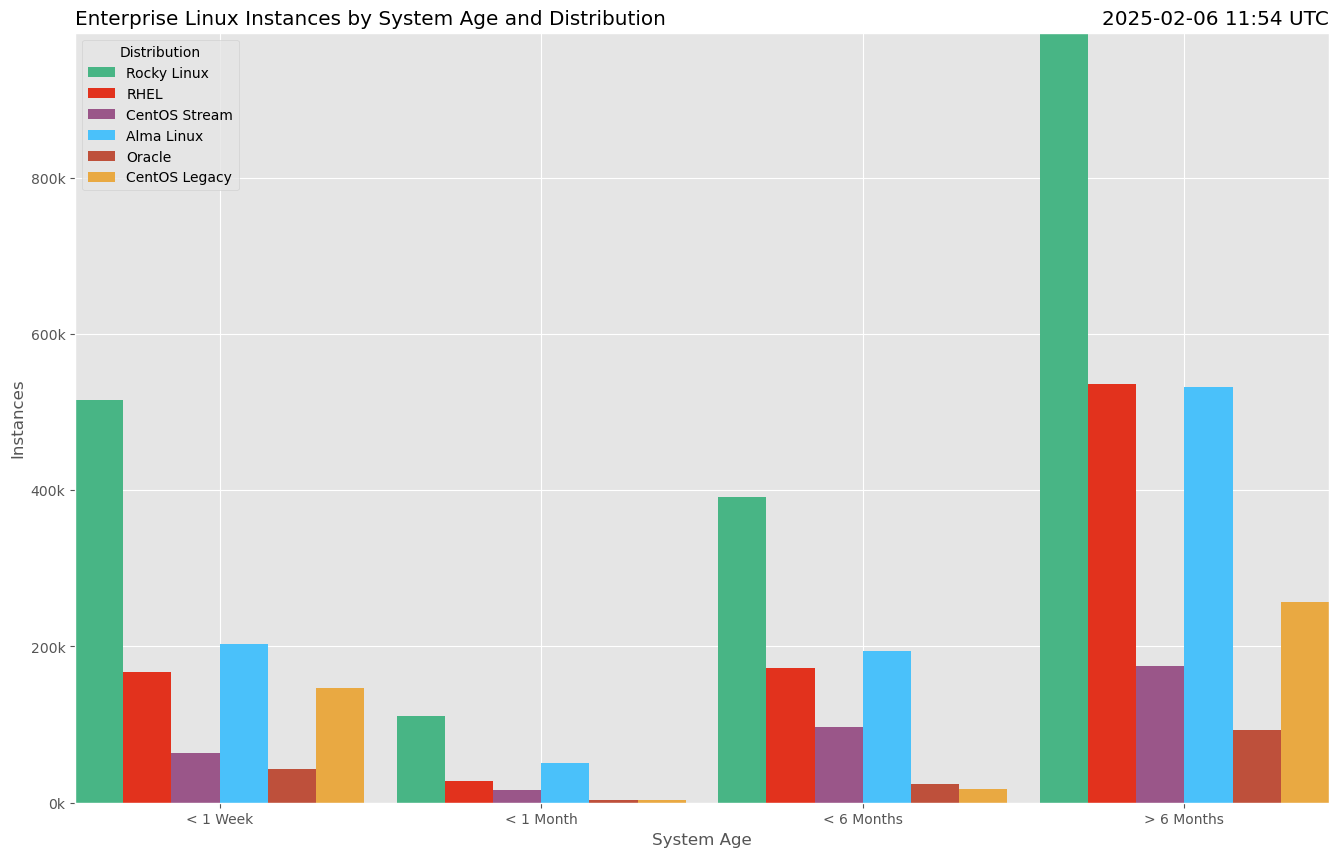 Enterprise Linux Instances by System Age and Distribution
2025-02-06 11:54 UTC
Distribution
Rocky Linux
RHEL
CentOS Stream
Alma Linux
Oracle
CentOS Legacy
800k
600k
400k
200k
0k
Instances
< 1 Week
< 1 Month
< 6 Months
> 6 Months
System Age